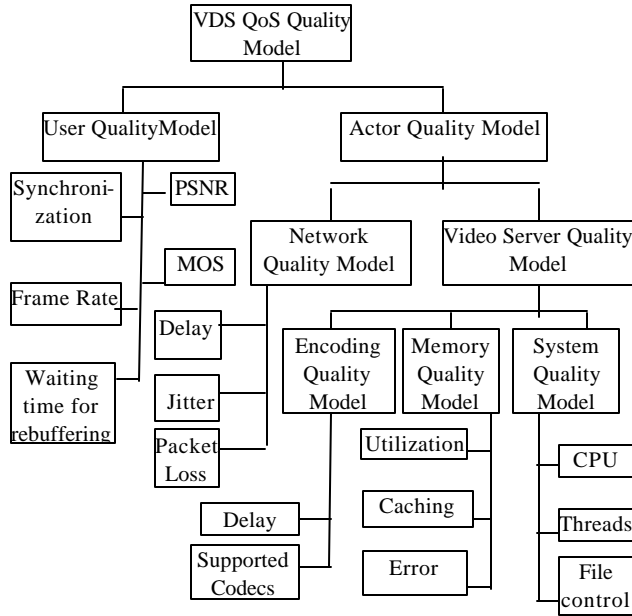 VDS QoS Quality
Model
User QualityModel
Actor Quality Model
Synchroni-
zation
PSNR
MOS
Frame Rate
Waiting
time for
rebuffering
Network
Quality Model
Video Server Quality
Model
Delay
Jitter
Packet
Loss
Encoding
Quality
Model
Memory
Quality
Model
System
Quality
Model
Delay
Supported
Codecs
Utilization
Caching
Error
CPU
Threads
File
control